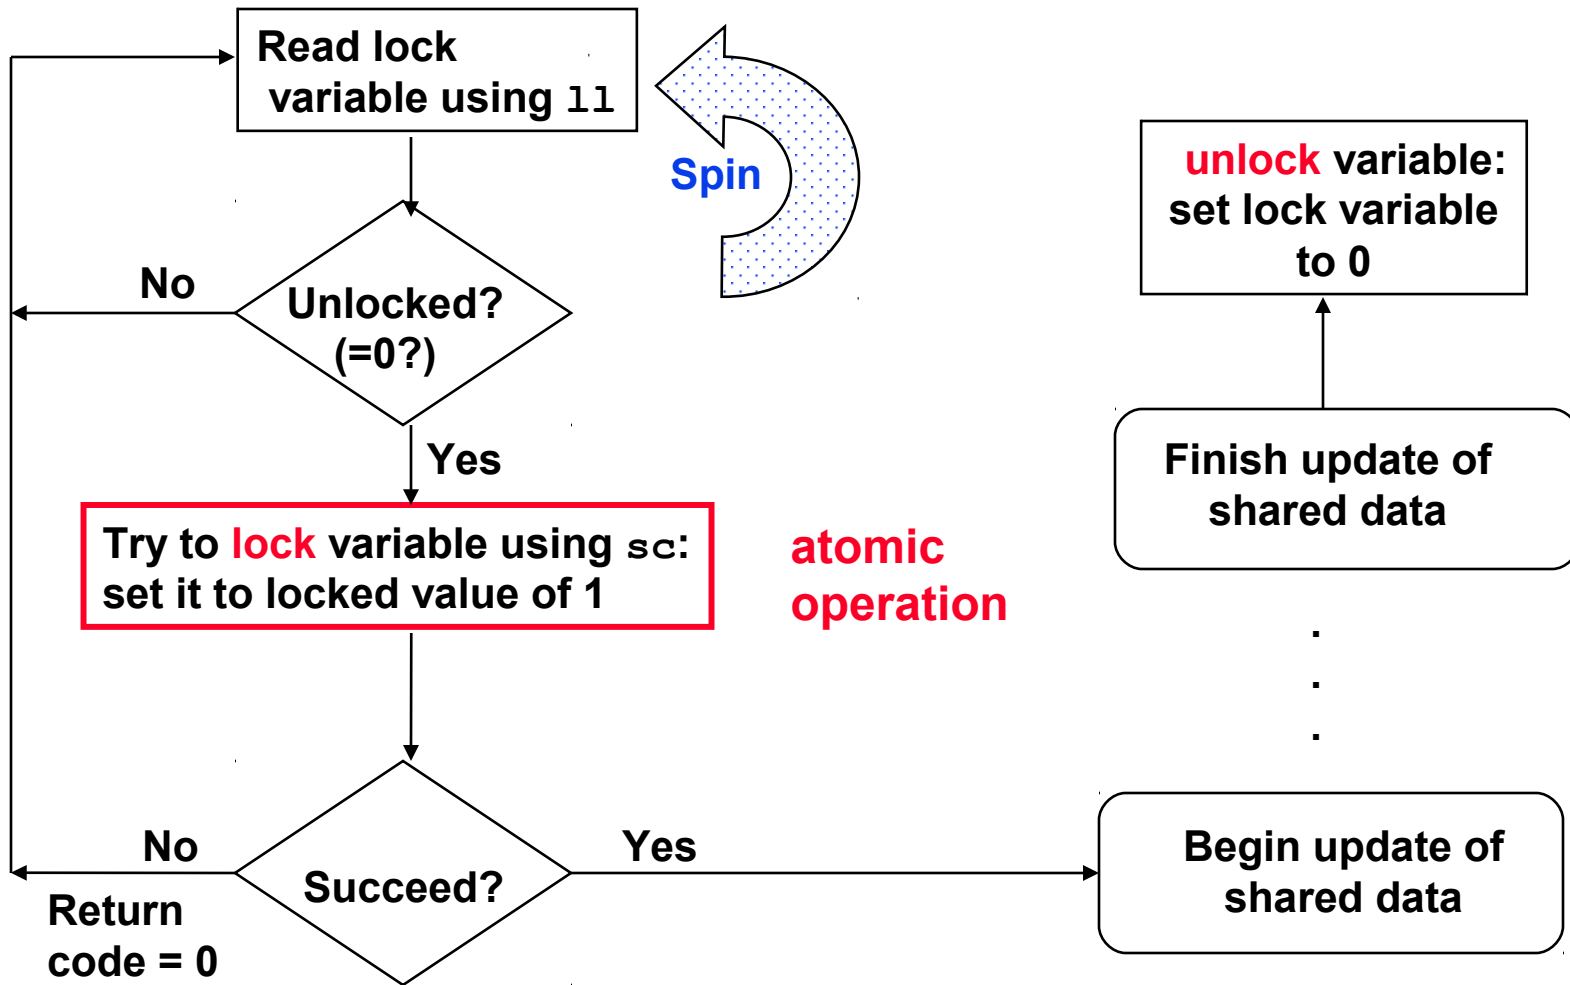 Read lock
variable using ll
Spin
No
Unlocked?
(=0?)
Yes
Try to lock variable using sc:
set it to locked value of 1
atomic
operation
No
Succeed?
Yes
Return
code = 0
Begin update of
shared data
.
.
.
Finish update of
shared data
unlock variable:
set lock variable
to 0